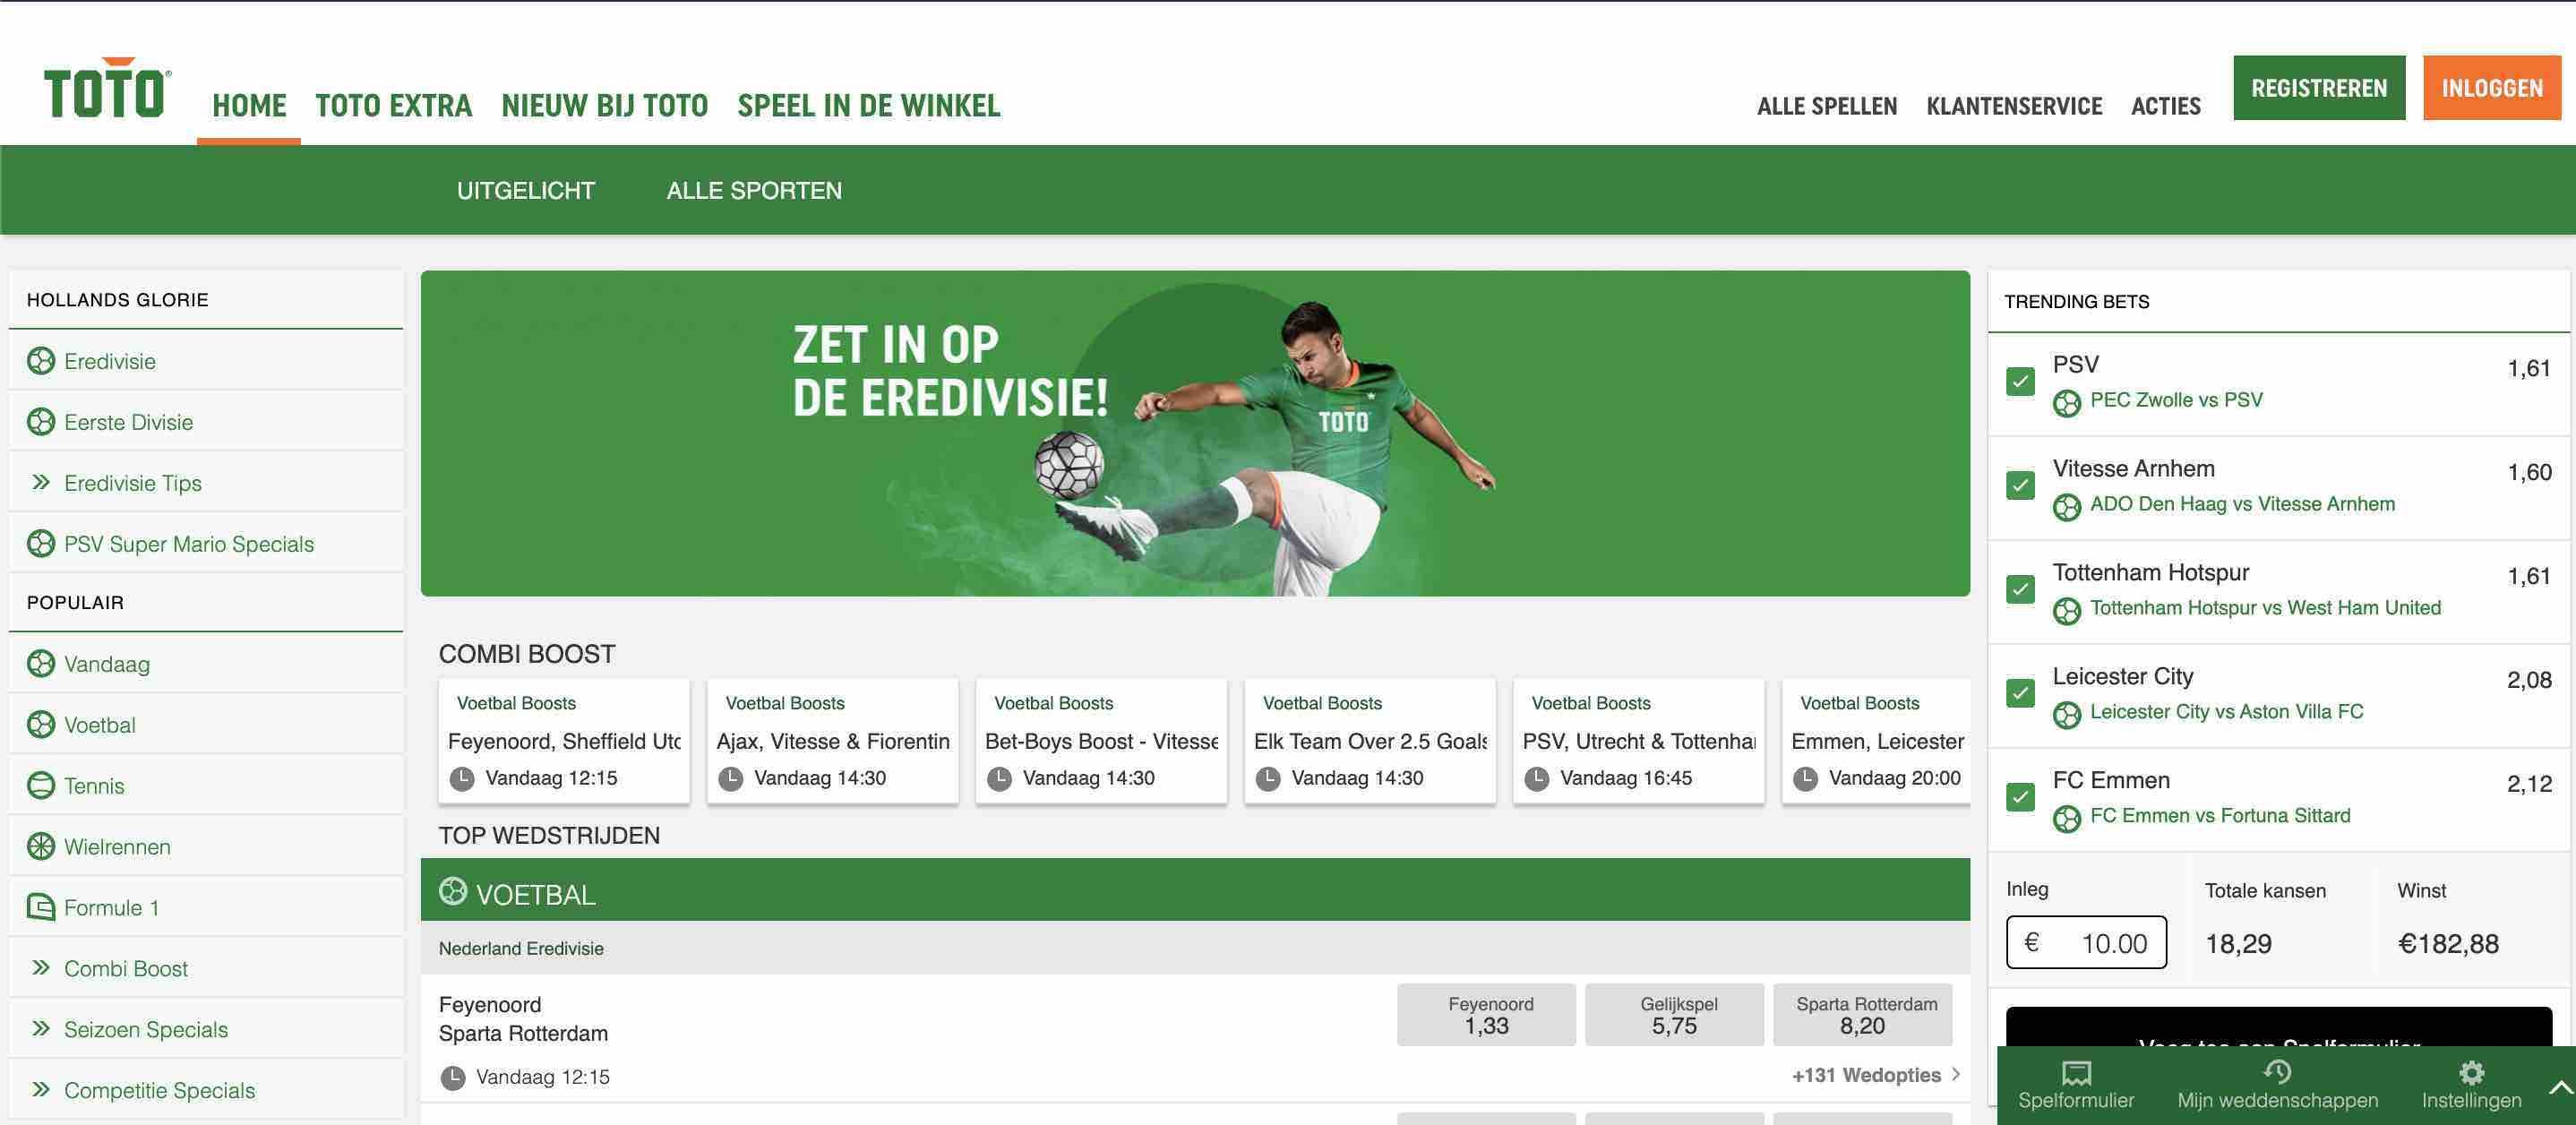 TOTO
HOME
TOTO EXTRA
NIEUW BIJ TOTO
SPEEL IN DE WINKEL
ALLE SPELLEN
KLANTENSERVICE
ACTIES
REGISTREREN
INLOGGEN
UITGELICHT
ALLE SPORTEN
HOLLANDS GLORIE
Eredivisie
Eerste Divisie
Eredivisie Tips
PSV Super Mario Specials
POPULAIR
Vandaag
Voetbal
Tennis
Wielrennen
Formule 1
Combi Boost
Seizoen Specials
Competitie Specials
ZET IN OP
DE EREDIVISIE!
TOTO
COMBI BOOST
Voetbal Boosts
Feyenoord, Sheffield Utd
Vandaag 12:15
Voetbal Boosts
Ajax, Vitesse & Fiorentin
Vandaag 14:30
Voetbal Boosts
Bet-Boys Boost - Vitesse
Vandaag 14:30
Voetbal Boosts
Elk Team Over 2.5 Goals
Vandaag 14:30
Voetbal Boosts
PSV, Utrecht & Tottenha
Vandaag 16:45
Voetbal Boosts
Emmen, Leicester
Vandaag 20:00
TOP WEDSTRIJDEN
VOETBAL
Nederland Eredivisie
Feyenoord
Sparta Rotterdam
Vandaag 12:15
Feyenoord
1,33
Gelijkspel
5,75
Sparta Rotterdam
8,20
+131 Wedopties
TRENDING BETS
PSV
1,61
PEC Zwolle vs PSV
Vitesse Arnhem
1,60
ADO Den Haag vs Vitesse Arnhem
Tottenham Hotspur
1,61
Tottenham Hotspur vs West Ham United
Leicester City
2,08
Leicester City vs Aston Villa FC
FC Emmen
2,12
FC Emmen vs Fortuna Sittard
Inleg
€ 10.00
Totale kansen
18,29
Winst
€182,88
Voeg toe aan Spelformulier
Spelformulier
Mijn weddenschappen
Instellingen